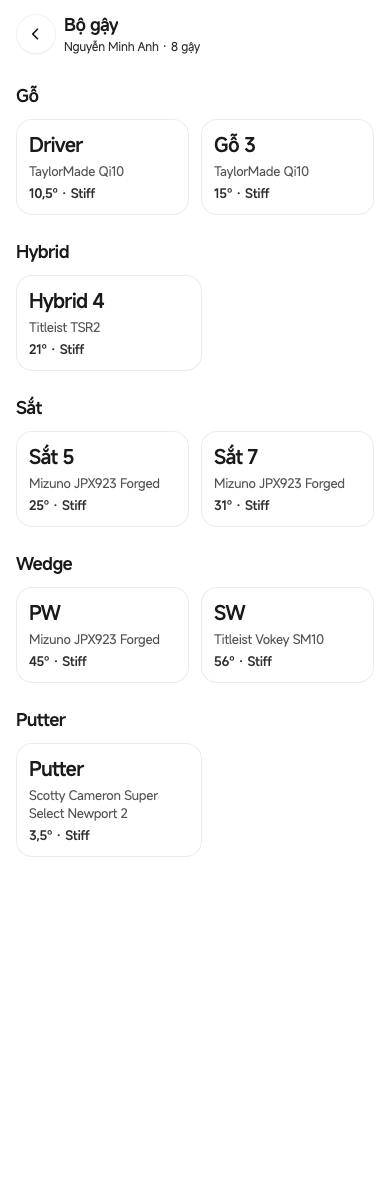 Bộ gậy
Nguyễn Minh Anh · 8 gậy
Gỗ
Driver
TaylorMade Qi10
10,5° · Stiff
Gỗ 3
TaylorMade Qi10
15° · Stiff
Hybrid
Hybrid 4
Titleist TSR2
21° · Stiff
Sắt
Sắt 5
Mizuno JPX923 Forged
25° · Stiff
Sắt 7
Mizuno JPX923 Forged
31° · Stiff
Wedge
PW
Mizuno JPX923 Forged
45° · Stiff
SW
Titleist Vokey SM10
56° · Stiff
Putter
Putter
Scotty Cameron Super
Select Newport 2
3,5° · Stiff